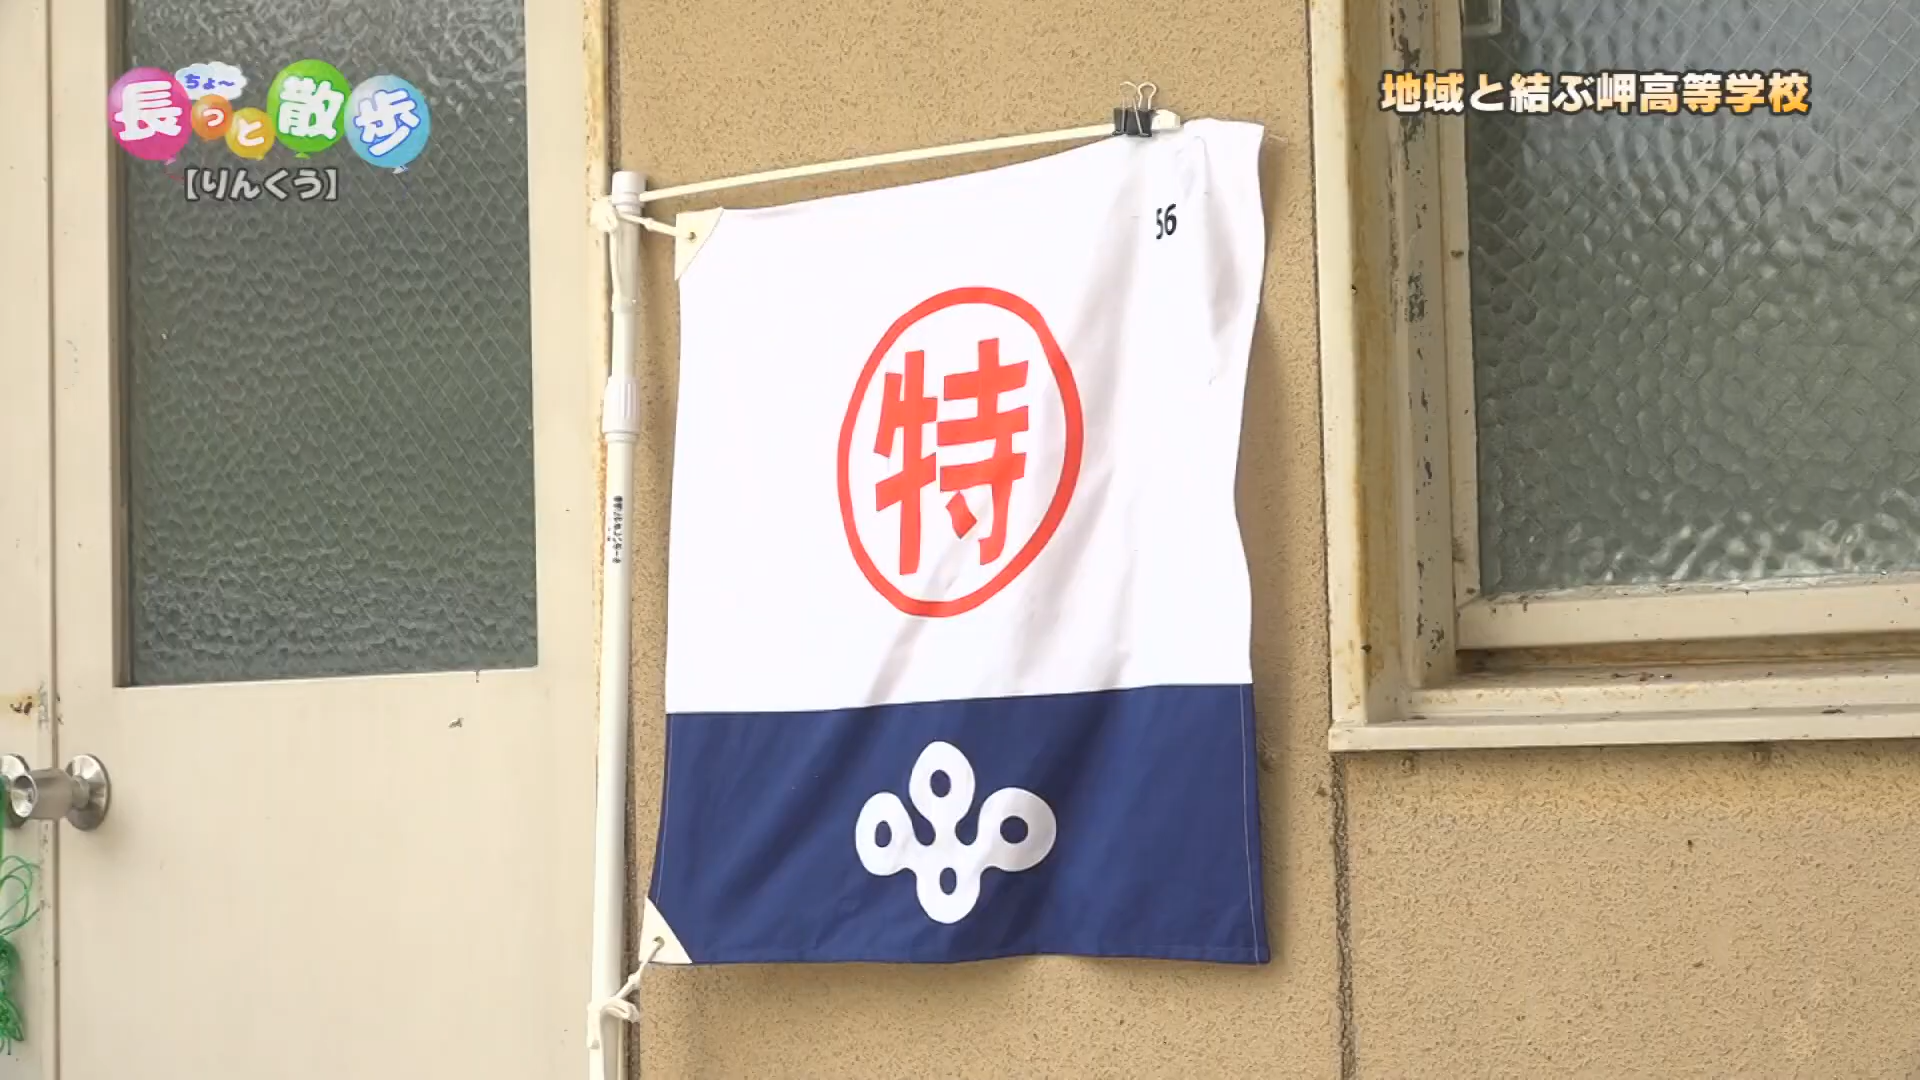 ちょ～
長っと散歩
【りんくう】
地域と結ぶ岬高等学校
56
特